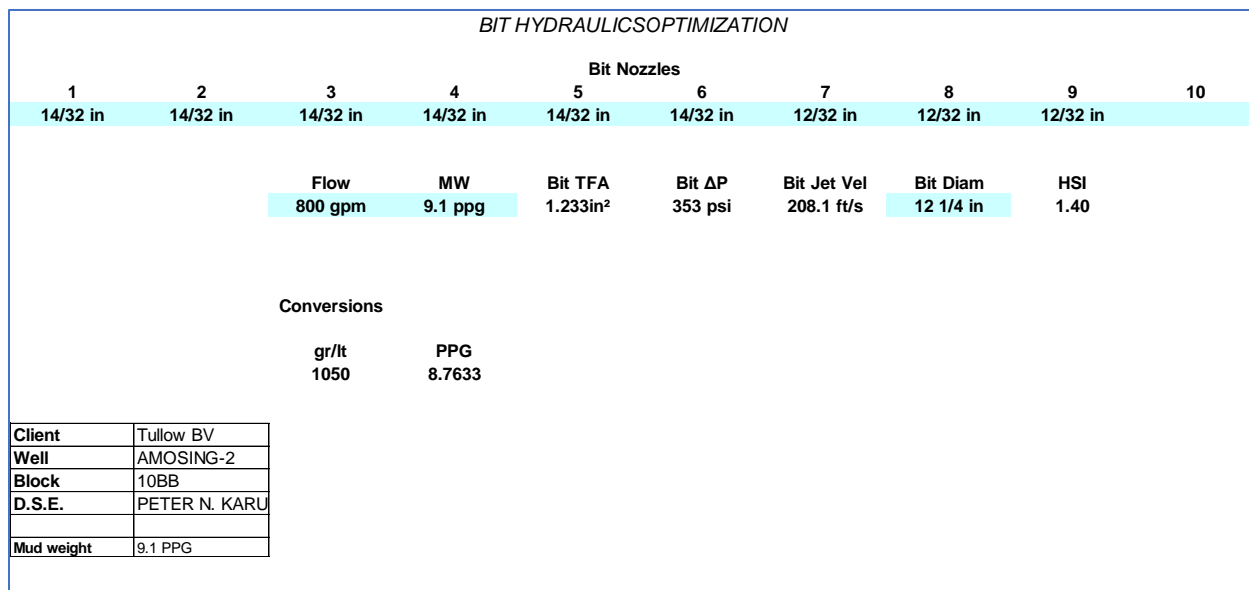 BIT HYDRAULICSOPTIMIZATION
Bit Nozzles
1 2 3 4 5 6 7 8 9 10
14/32 in 14/32 in 14/32 in 14/32 in 14/32 in 14/32 in 12/32 in 12/32 in 12/32 in
Flow MW Bit TFA Bit ΔP Bit Jet Vel Bit Diam HSI
800 gpm 9.1 ppg 1.233in² 353 psi 208.1 ft/s 12 1/4 in 1.40
Conversions
gr/lt PPG
1050 8.7633
Client Tullow BV
Well AMOSING-2
Block 10BB
D.S.E. PETER N. KARU
Mud weight 9.1 PPG